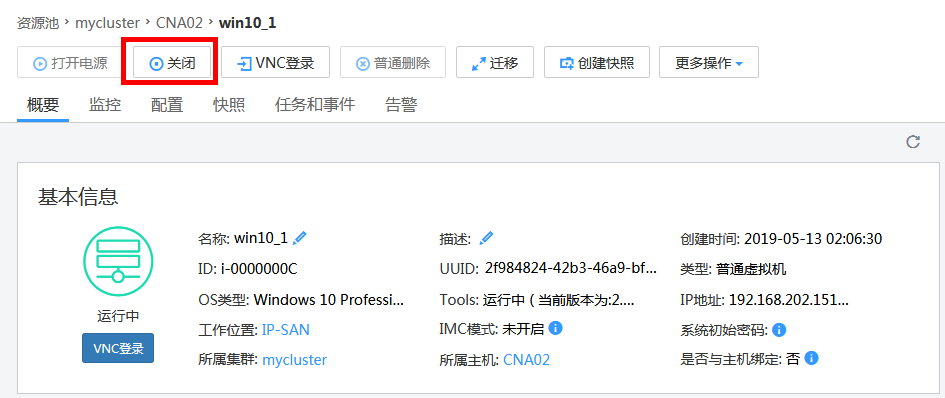 资源池 › mycluster › CNA02 › win10_1
打开电源 关闭 VNC登录 普通删除 迁移 创建快照 更多操作
概要 监控 配置 快照 任务和事件 告警
基本信息
名称: win10_1 描述: 创建时间: 2019-05-13 02:06:30
ID: i-0000000C UUID: 2f984824-42b3-46a9-bf... 类型: 普通虚拟机
OS类型: Windows 10 Professi... Tools: 运行中 ( 当前版本为:2.... IP地址: 192.168.202.151...
运行中
工作位置: IP-SAN IMC模式: 未开启 系统初始密码:
VNC登录
所属集群: mycluster 所属主机: CNA02 是否与主机绑定: 否